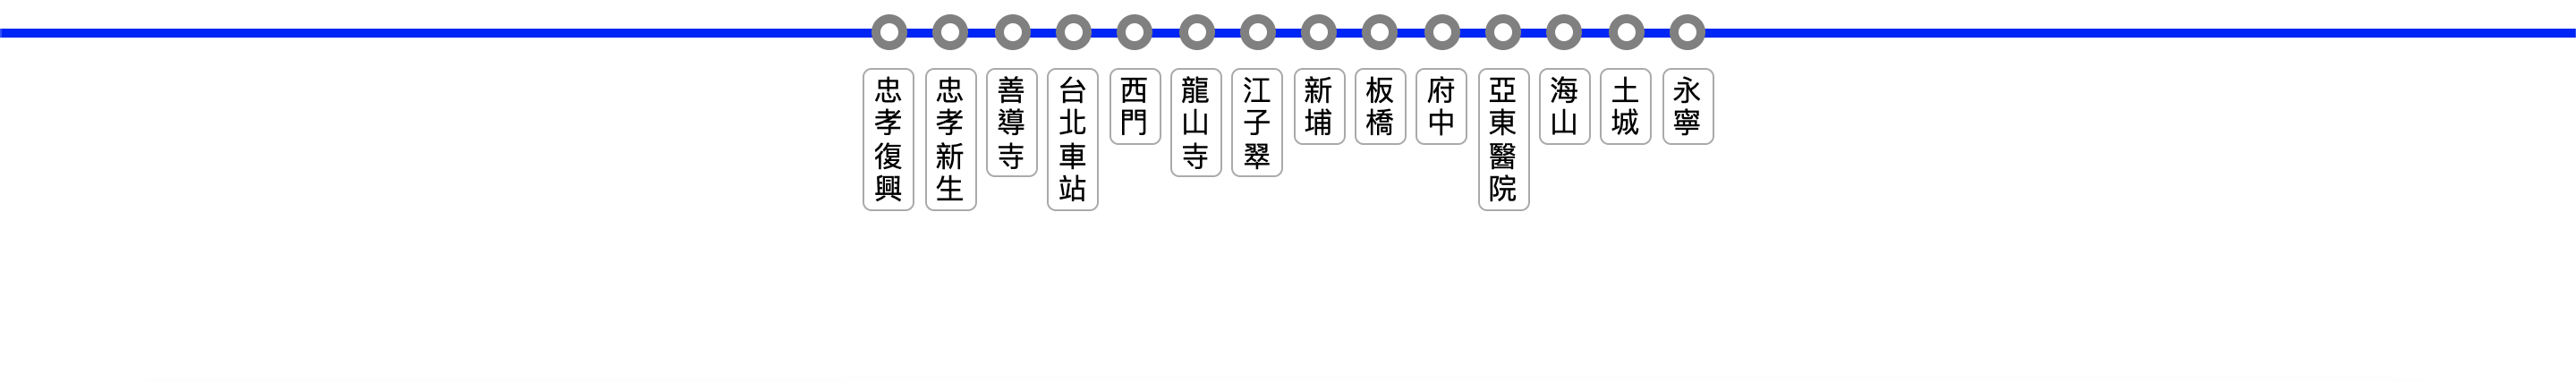 忠孝復興
忠孝新生
善導寺
台北車站
西門
龍山寺
江子翠
新埔
板橋
府中
亞東醫院
海山
土城
永寧